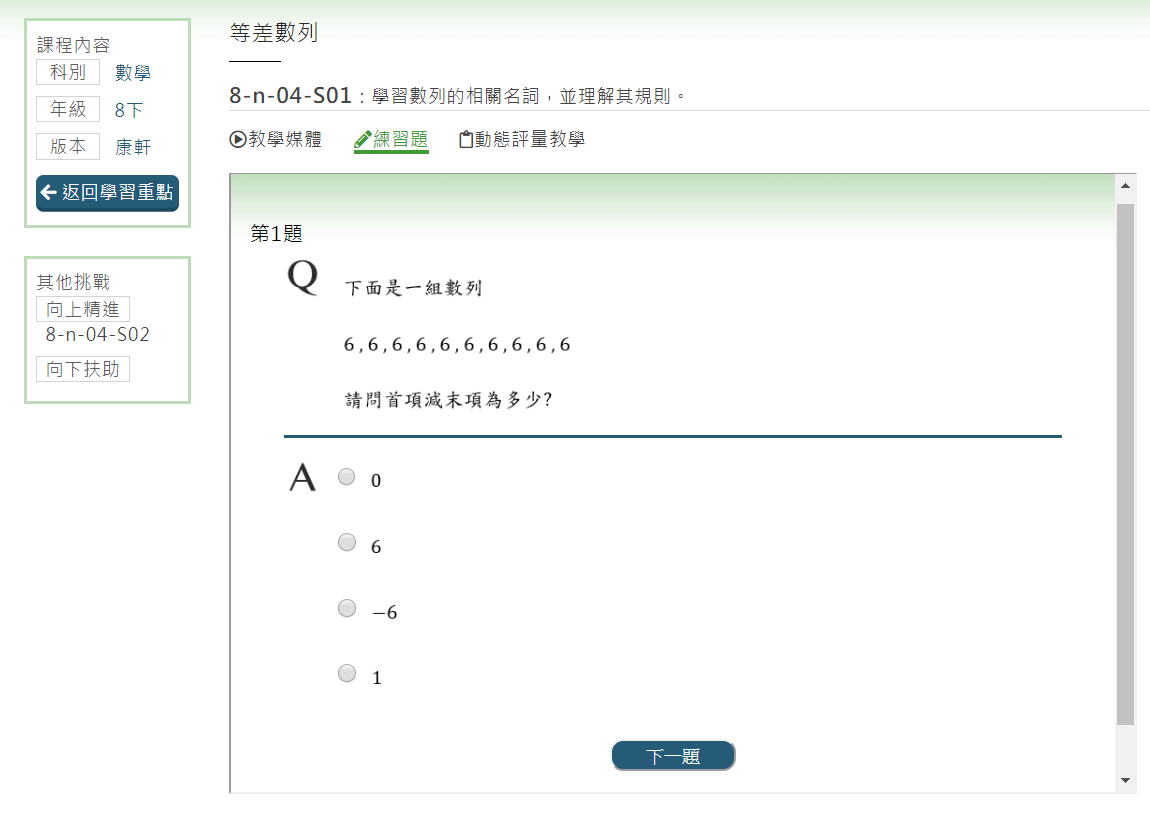 課程內容
科別 數學
年級 8下
版本 康軒
返回學習重點
其他挑戰
向上精進
8-n-04-S02
向下扶助
等差數列
8-n-04-S01：學習數列的相關名詞，並理解其規則。
教學媒體 練習題 動態評量教學
第1題
Q 下面是一組數列
6,6,6,6,6,6,6,6,6,6
請問首項減末項為多少?
A 0
6
−6
1
下一題